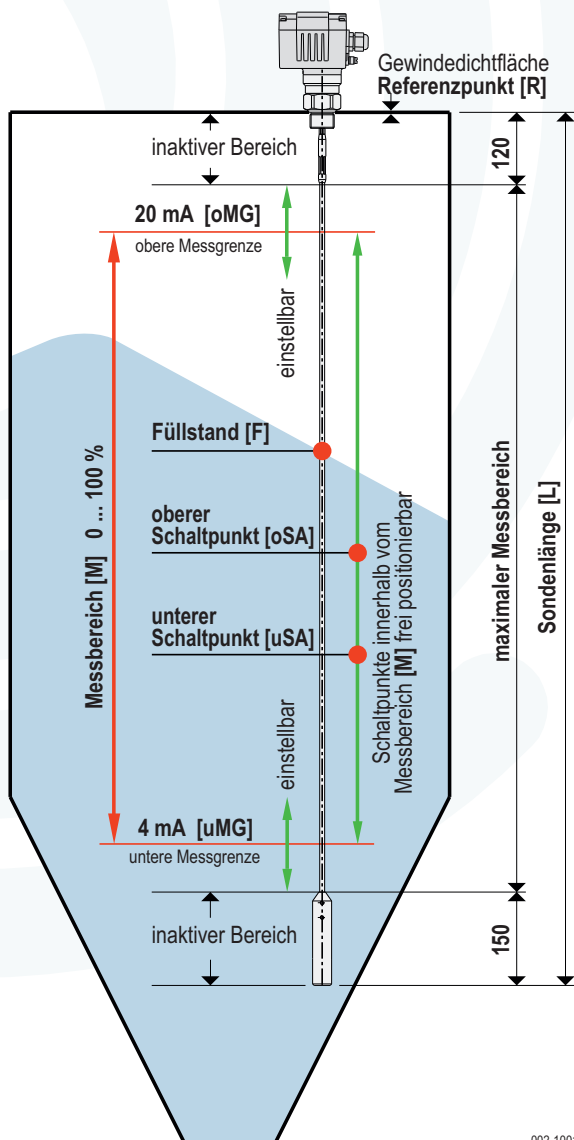 Gewindedichtfläche
Referenzpunkt [R]
inaktiver Bereich
120
20 mA [oMG]
obere Messgrenze
einstellbar
Füllstand [F]
oberer
Schaltpunkt [oSA]
unterer
Schaltpunkt [uSA]
Messbereich [M] 0 ... 100 %
Schaltpunkte innerhalb vom
Messbereich [M] frei positionierbar
maximaler Messbereich
Sondenlänge [L]
einstellbar
4 mA [uMG]
untere Messgrenze
inaktiver Bereich
150